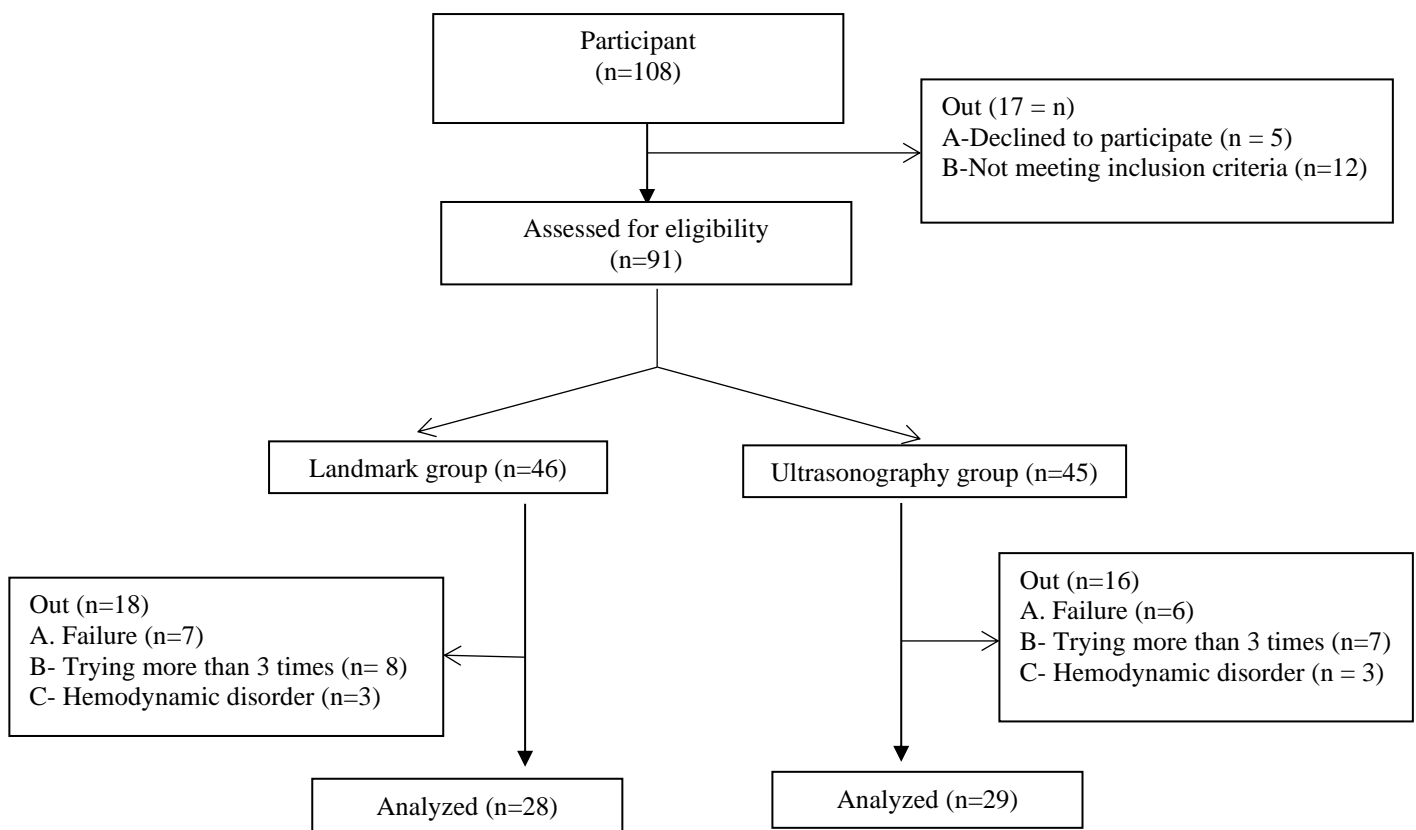 Participant
(n=108)
Out (17 = n)
A-Declined to participate (n = 5)
B-Not meeting inclusion criteria (n=12)
Assessed for eligibility
(n=91)
Landmark group (n=46)
Ultrasonography group (n=45)
Out (n=18)
A. Failure (n=7)
B- Trying more than 3 times (n= 8)
C- Hemodynamic disorder (n=3)
Out (n=16)
A. Failure (n=6)
B- Trying more than 3 times (n=7)
C- Hemodynamic disorder (n = 3)
Analyzed (n=28)
Analyzed (n=29)